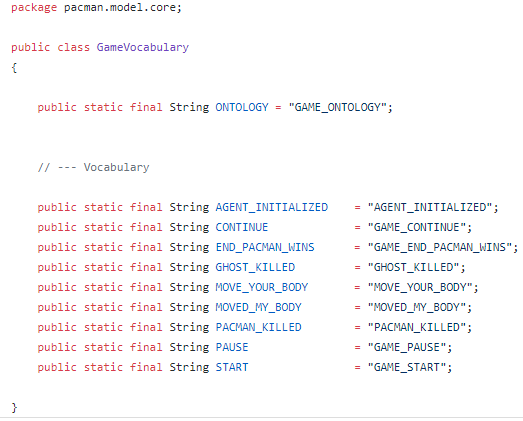 package pacman.model.core;
public class GameVocabulary
{
public static final String ONTOLOGY = "GAME_ONTOLOGY";
// --- Vocabulary
public static final String AGENT_INITIALIZED = "AGENT_INITIALIZED";
public static final String CONTINUE = "GAME_CONTINUE";
public static final String END_PACMAN_WINS = "GAME_END_PACMAN_WINS";
public static final String GHOST_KILLED = "GHOST_KILLED";
public static final String MOVE_YOUR_BODY = "MOVE_YOUR_BODY";
public static final String MOVED_MY_BODY = "MOVED_MY_BODY";
public static final String PACMAN_KILLED = "PACMAN_KILLED";
public static final String PAUSE = "GAME_PAUSE";
public static final String START = "GAME_START";
}